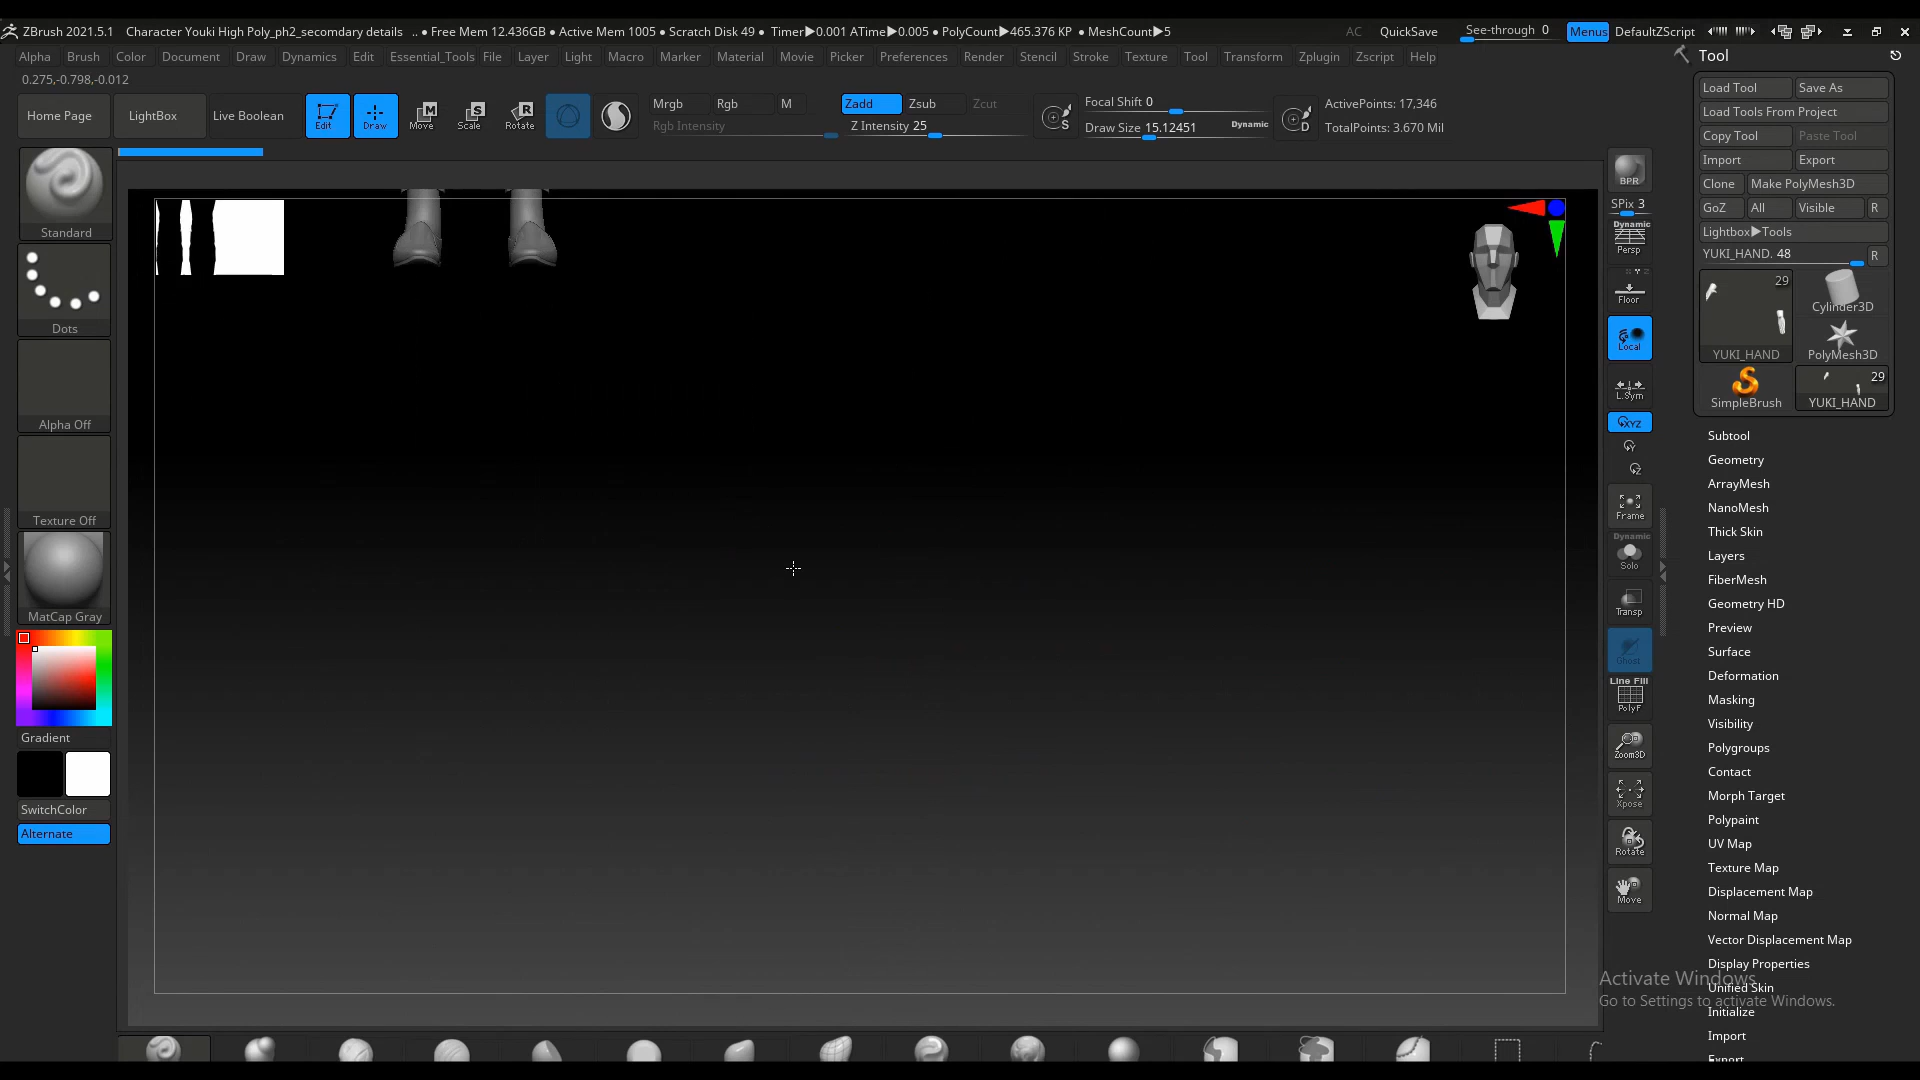 ZBrush 2021.5.1 Character Youki High Poly_ph2_secomdary details .. ● Free Mem 12.436GB ● Active Mem 1005 ● Scratch Disk 49 ● Timer▶0.001 ATime▶0.005 ● PolyCount▶465.376 KP ● MeshCount▶5 AC QuickSave See-through 0 Menus DefaultZScript
Alpha Brush Color Document Draw Dynamics Edit Essential_Tools File Layer Light Macro Marker Material Movie Picker Preferences Render Stencil Stroke Texture Tool Transform Zplugin Zscript Help
0.275,-0.798,-0.012
Home Page LightBox Live Boolean Edit Draw Move Scale Rotate
Mrgb Rgb M
Rgb Intensity
Zadd Zsub Zcut
Z Intensity 25
S
Focal Shift 0
Draw Size 15.12451 Dynamic
D
ActivePoints: 17,346
TotalPoints: 3.670 Mil
Standard
Dots
Alpha Off
Texture Off
MatCap Gray
Gradient
SwitchColor
Alternate
BPR
SPix 3
Dynamic
Persp
Floor
Local
L.Sym
XYZ
Y
Z
Frame
Dynamic
Solo
Transp
Ghost
Line Fill
PolyF
Zoom3D
Xpose
Rotate
Move
Tool
Load Tool Save As
Load Tools From Project
Copy Tool Paste Tool
Import Export
Clone Make PolyMesh3D
GoZ All Visible R
Lightbox▶Tools
YUKI_HAND. 48 R
29
YUKI_HAND
Cylinder3D
PolyMesh3D
SimpleBrush
29
YUKI_HAND
Subtool
Geometry
ArrayMesh
NanoMesh
Thick Skin
Layers
FiberMesh
Geometry HD
Preview
Surface
Deformation
Masking
Visibility
Polygroups
Contact
Morph Target
Polypaint
UV Map
Texture Map
Displacement Map
Normal Map
Vector Displacement Map
Display Properties
Unified Skin
Initialize
Import
Export
Activate Windows
Go to Settings to activate Windows.